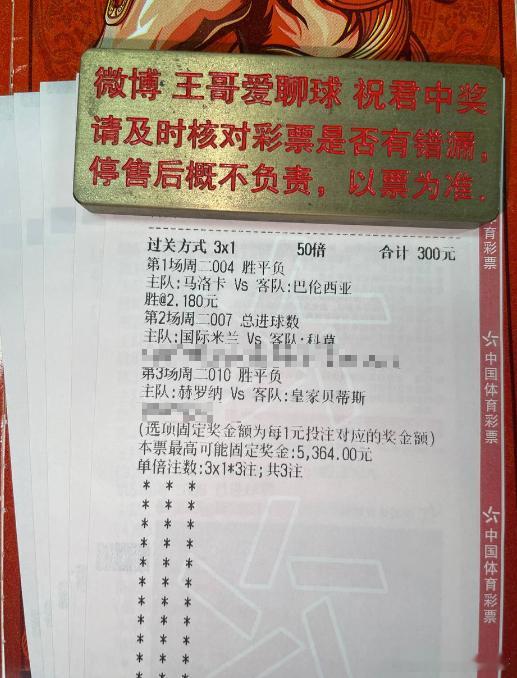 微博 王哥爱聊球 祝君中奖
请及时核对彩票是否有错漏，
停售后概不负责，以票为准．
过关方式 3x1 50倍 合计 300元
第1场周二004 胜平负
主队:马洛卡 Vs 客队:巴伦西亚
胜@2.180元
第2场周二007 总进球数
主队:国际米兰 Vs 客队:科莫
第3场周二010 胜平负
主队:赫罗纳 Vs 客队:皇家贝蒂斯
(选项固定奖金额为每1元投注对应的奖金额)
本票最高可能固定奖金:5,364.00元
单倍注数:3x1*3注;共3注
* * *
* * *
* * *
* * *
* * *
* * *
* * *
* * *
* * *
* * *
* * *
体育彩票
中国体育彩票
中国体育彩票